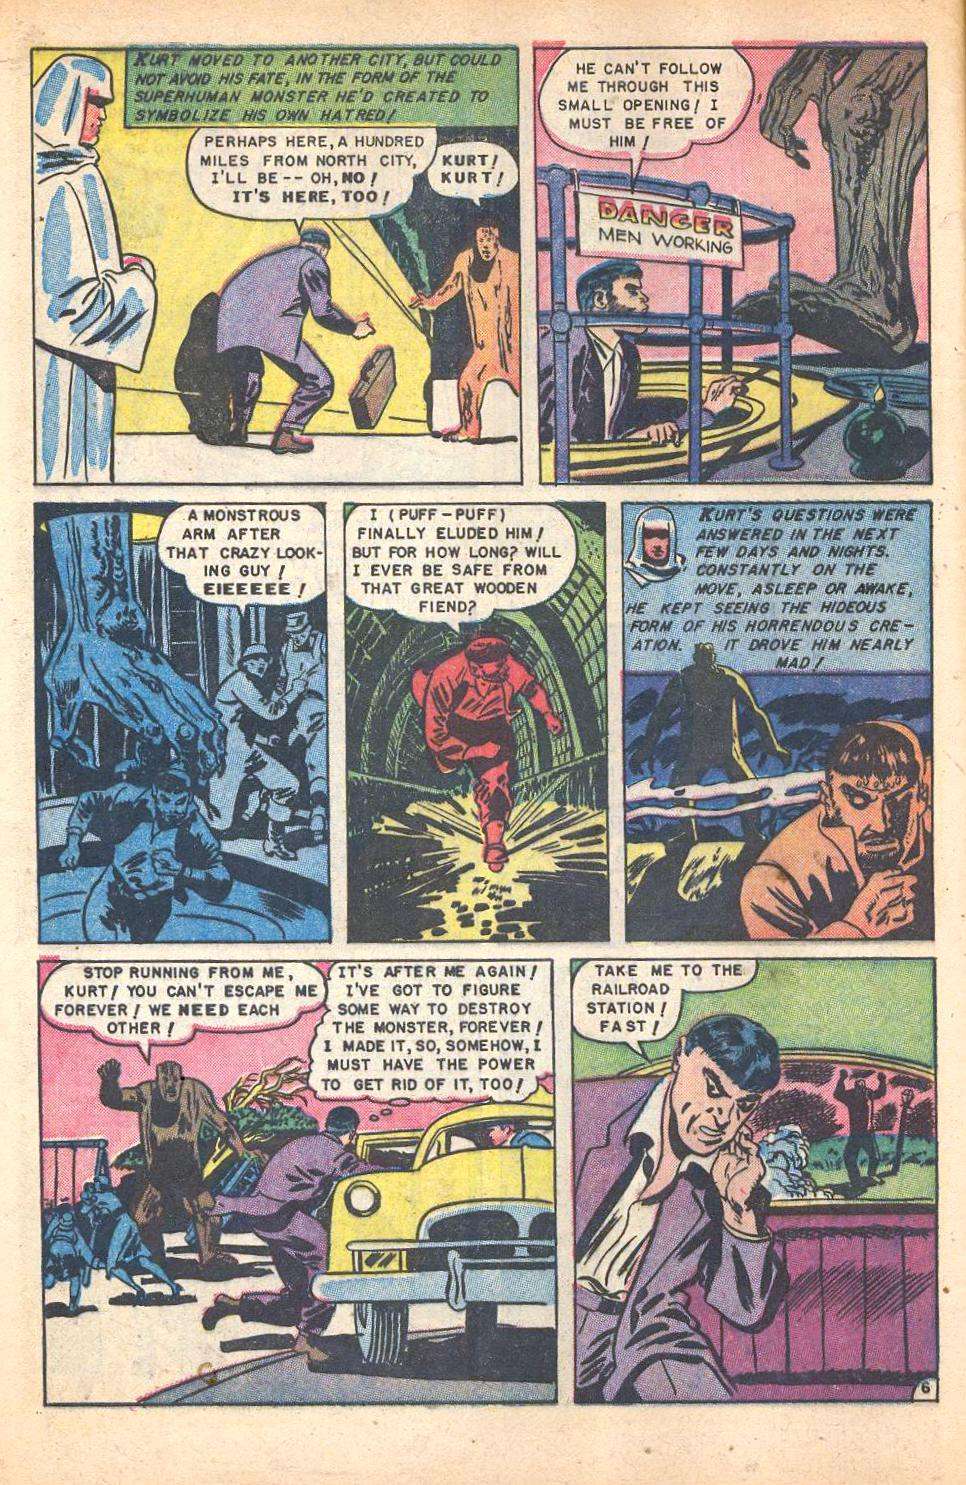 KURT MOVED TO ANOTHER CITY, BUT COULD
NOT AVOID HIS FATE, IN THE FORM OF THE
SUPERHUMAN MONSTER HE'D CREATED TO
SYMBOLIZE HIS OWN HATRED!
PERHAPS HERE, A HUNDRED
MILES FROM NORTH CITY,
I'LL BE -- OH, NO!
IT'S HERE, TOO!
KURT!
KURT!
HE CAN'T FOLLOW
ME THROUGH THIS
SMALL OPENING! I
MUST BE FREE OF
HIM!
DANGER
MEN WORKING
A MONSTROUS
ARM AFTER
THAT CRAZY LOOK-
ING GUY!
EIEEEEE!
I (PUFF-PUFF)
FINALLY ELUDED HIM!
BUT FOR HOW LONG? WILL
I EVER BE SAFE FROM
THAT GREAT WOODEN
FIEND?
KURT'S QUESTIONS WERE
ANSWERED IN THE NEXT
FEW DAYS AND NIGHTS.
CONSTANTLY ON THE
MOVE, ASLEEP OR AWAKE,
HE KEPT SEEING THE HIDEOUS
FORM OF HIS HORRENDOUS CRE-
ATION. IT DROVE HIM NEARLY
MAD!
STOP RUNNING FROM ME,
KURT! YOU CAN'T ESCAPE ME
FOREVER! WE NEED EACH
OTHER!
IT'S AFTER ME AGAIN!
I'VE GOT TO FIGURE
SOME WAY TO DESTROY
THE MONSTER, FOREVER!
I MADE IT, SO, SOMEHOW, I
MUST HAVE THE POWER
TO GET RID OF IT, TOO!
TAKE ME TO THE
RAILROAD
STATION!
FAST!
6